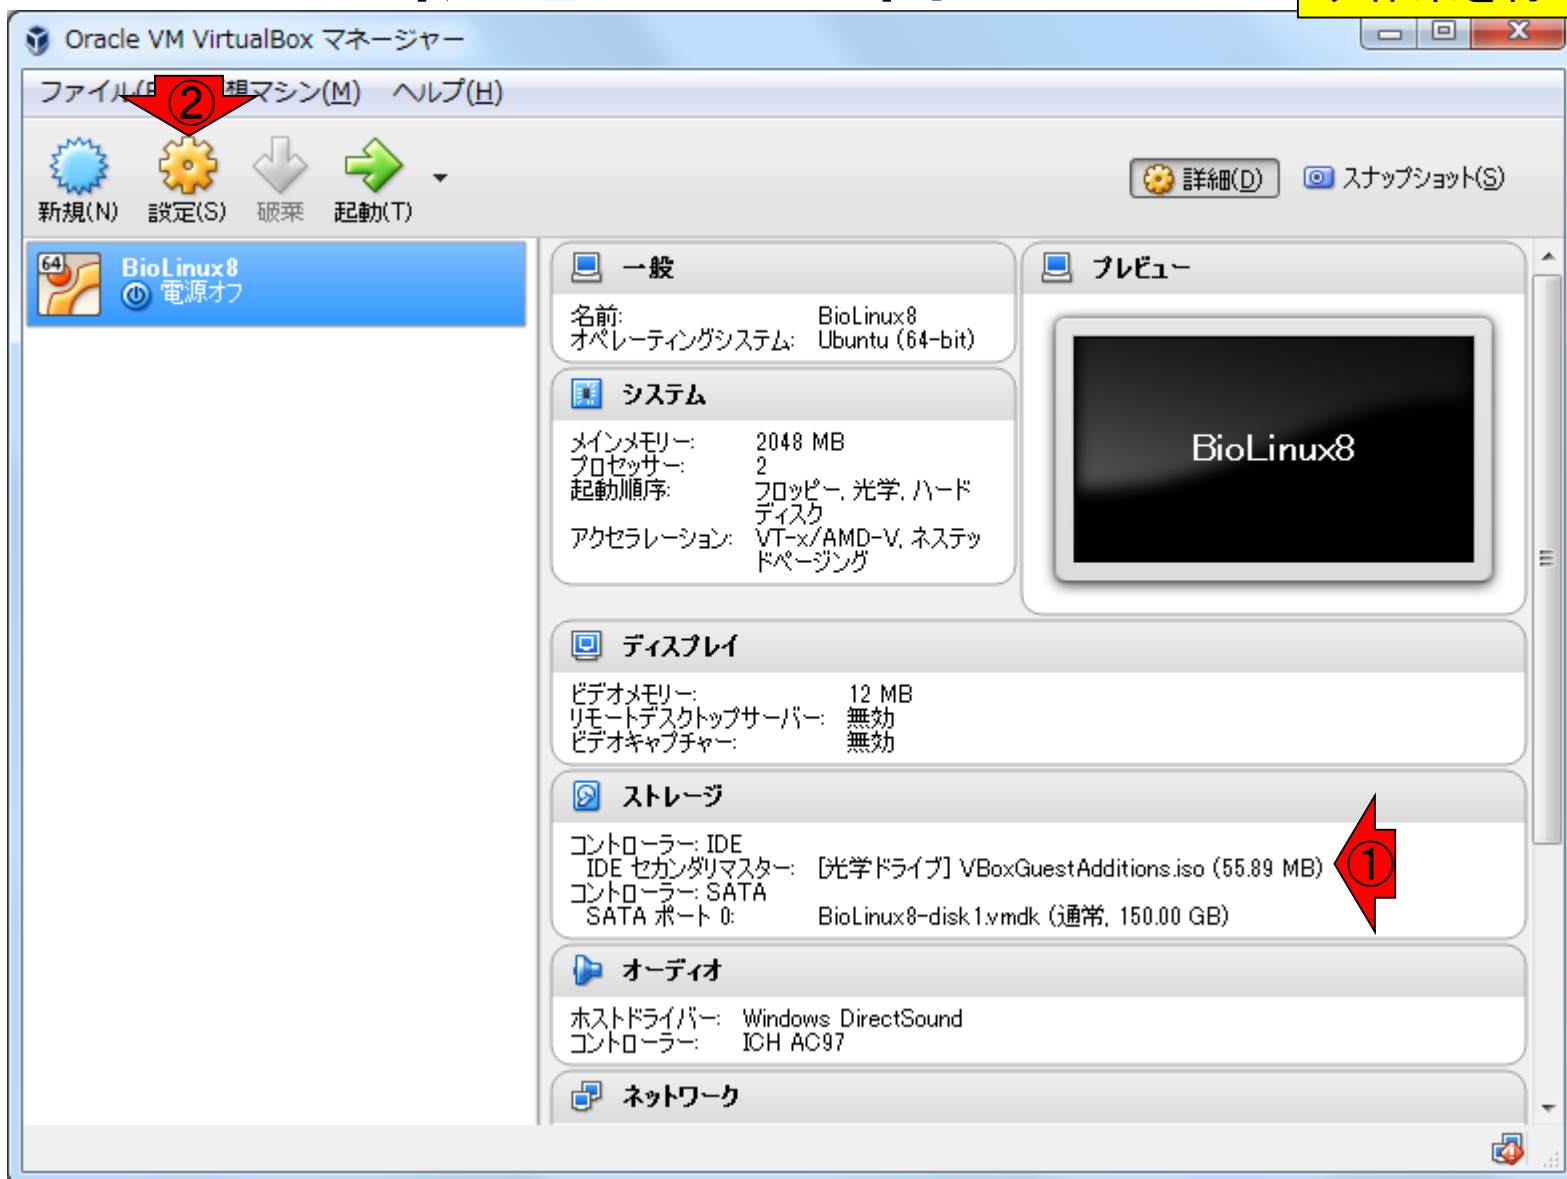 Oracle VM VirtualBox マネージャー
ファイル(
想マシン(M) ヘルプ(H)
②
新規(N) 設定(S) 破棄 起動(T)
詳細(D) スナップショット(S)
64
BioLinux8
電源オフ
一般
名前: BioLinux8
オペレーティングシステム: Ubuntu (64-bit)
プレビュー
BioLinux8
システム
メインメモリー: 2048 MB
プロセッサー: 2
起動順序: フロッピー, 光学, ハード
ディスク
アクセラレーション: VT-x/AMD-V, ネステッ
ドページング
ディスプレイ
ビデオメモリー: 12 MB
リモートデスクトップサーバー: 無効
ビデオキャプチャー: 無効
ストレージ
コントローラー: IDE
IDE セカンダリマスター: [光学ドライブ] VBoxGuestAdditions.iso (55.89 MB)
①
コントローラー: SATA
SATA ポート 0: BioLinux8-disk1.vmdk (通常, 150.00 GB)
オーディオ
ホストドライバー: Windows DirectSound
コントローラー: ICH AC97
ネットワーク